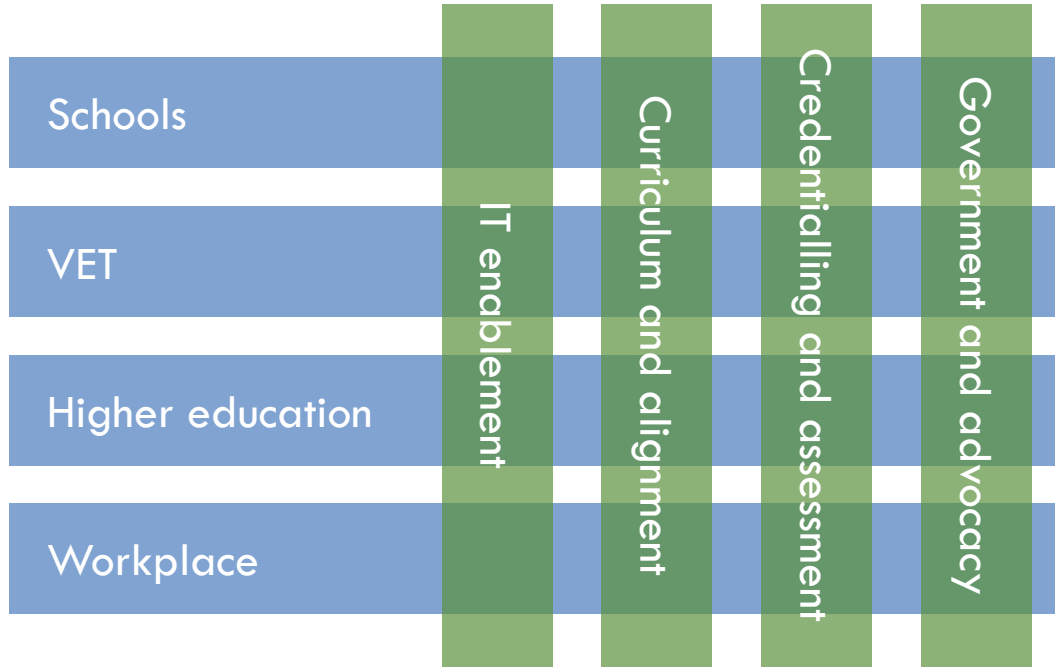 Schools
VET
Higher education
Workplace
IT enablement
Curriculum and alignment
Credentialling and assessment
Government and advocacy